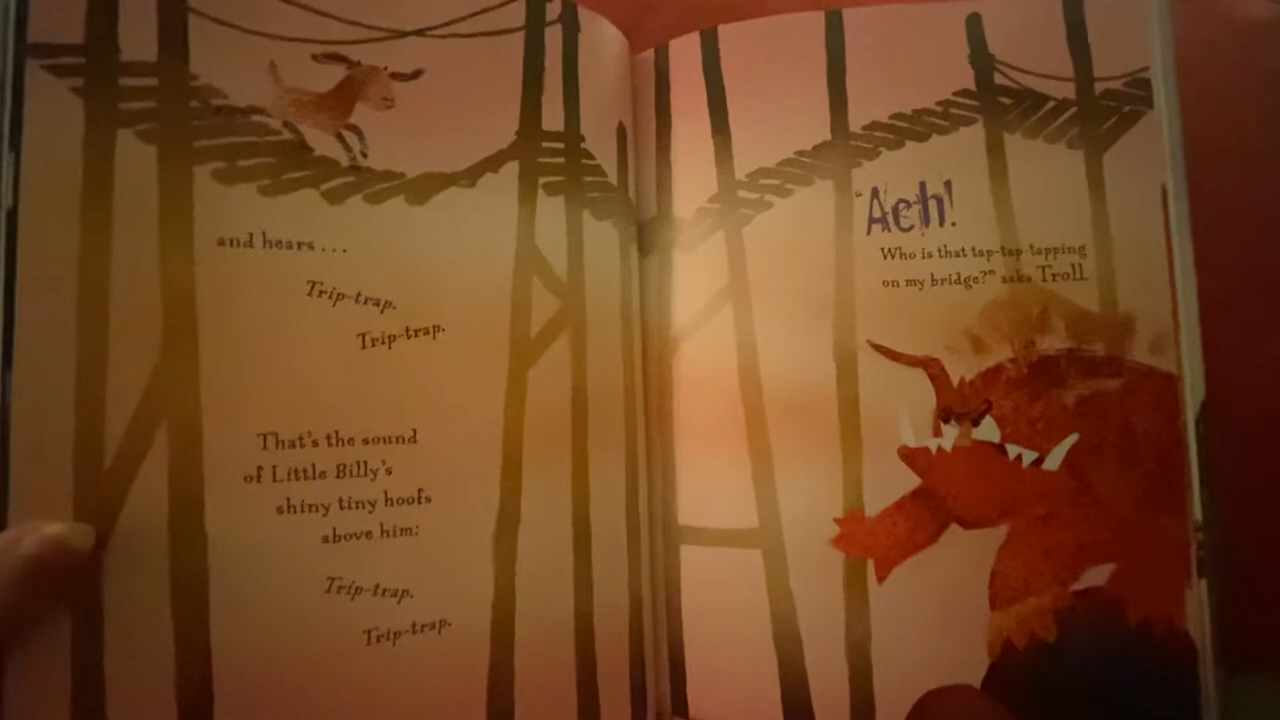 and hears . . .
Trip-trap.
Trip-trap.
That's the sound
of Little Billy's
shiny tiny hoofs
above him:
Trip-trap.
Trip-trap.
"Ach!
Who is that tap-tap-tapping
on my bridge?" asks Troll.